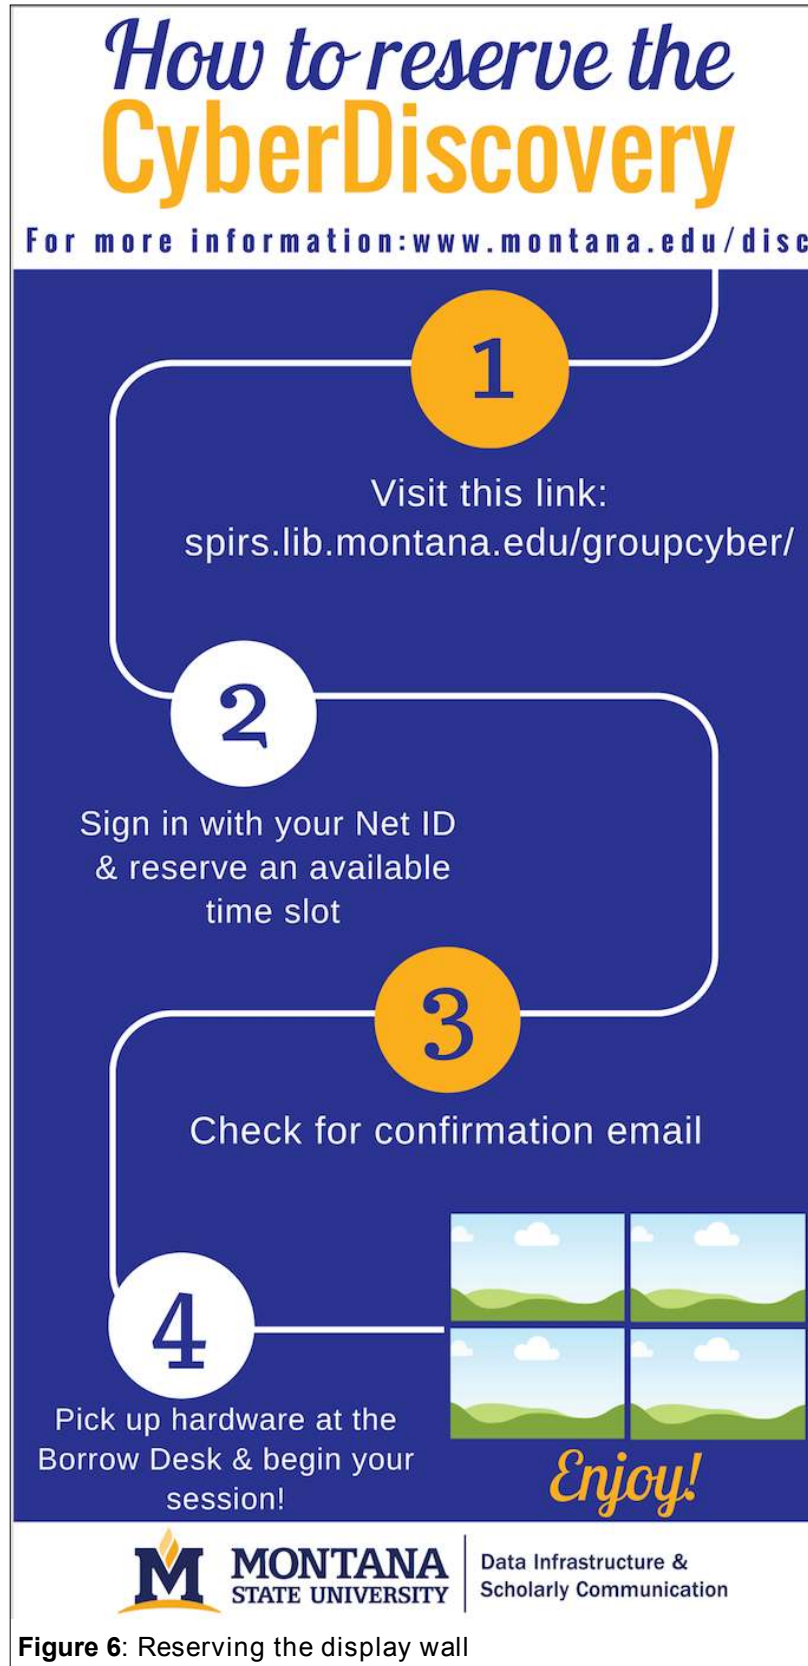 How to reserve the
CyberDiscovery
For more information:www.montana.edu/disc
1
Visit this link:
spirs.lib.montana.edu/groupcyber/
2
Sign in with your Net ID
& reserve an available
time slot
3
Check for confirmation email
4
Pick up hardware at the
Borrow Desk & begin your
session!
Enjoy!
M MONTANA
STATE UNIVERSITY
Data Infrastructure &
Scholarly Communication
Figure 6: Reserving the display wall